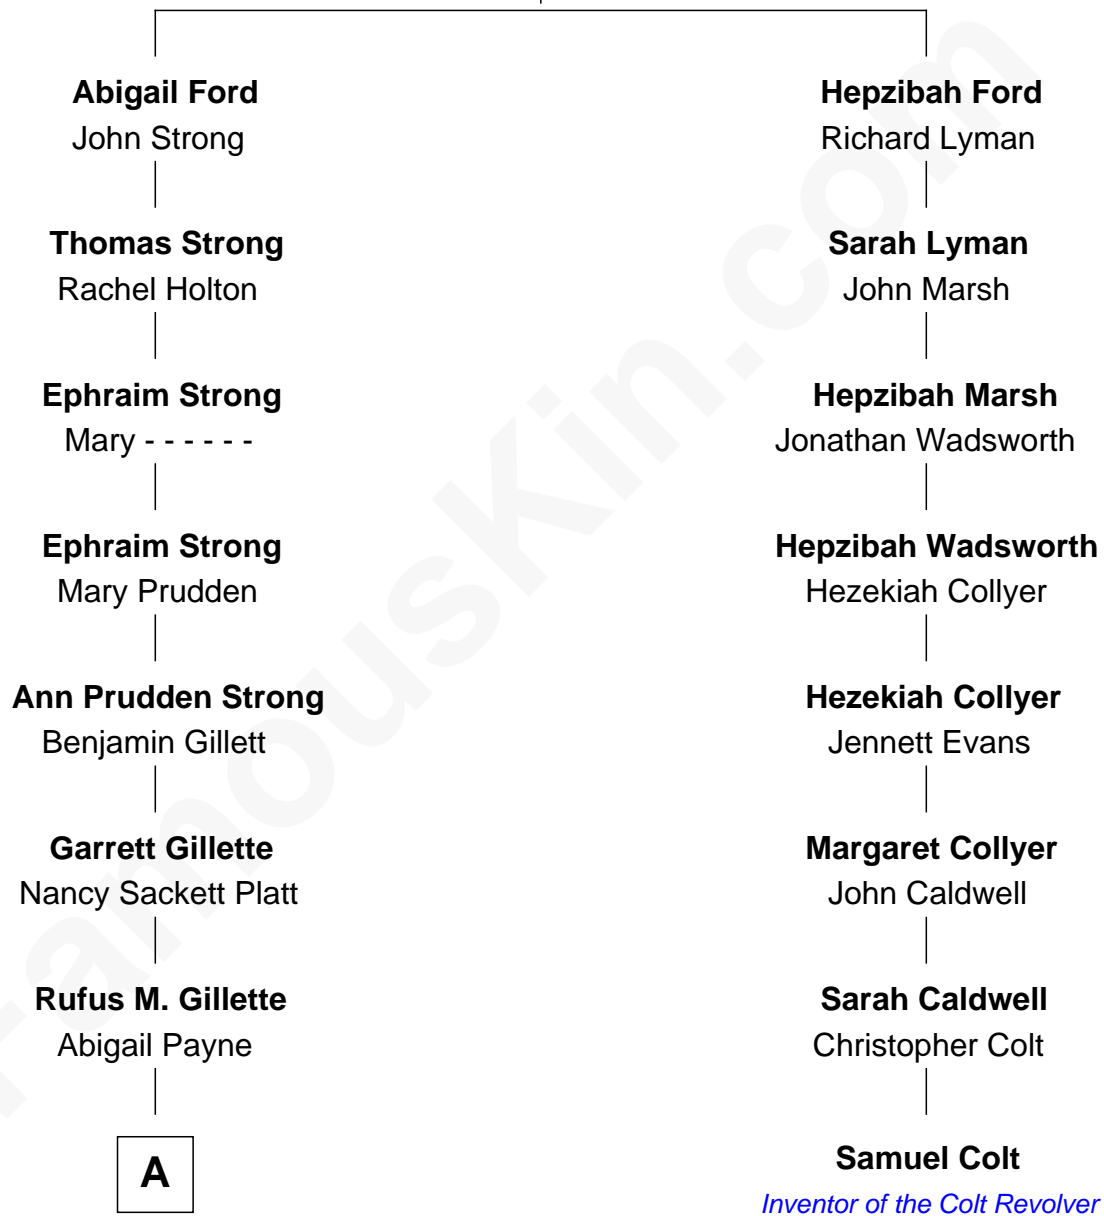 Abigail Ford
John Strong
Thomas Strong
Rachel Holton
Ephraim Strong
Mary - - - - - -
Ephraim Strong
Mary Prudden
Ann Prudden Strong
Benjamin Gillett
Garrett Gillette
Nancy Sackett Platt
Rufus M. Gillette
Abigail Payne
A
Hepzibah Ford
Richard Lyman
Sarah Lyman
John Marsh
Hepzibah Marsh
Jonathan Wadsworth
Hepzibah Wadsworth
Hezekiah Collyer
Hezekiah Collyer
Jennett Evans
Margaret Collyer
John Caldwell
Sarah Caldwell
Christopher Colt
Samuel Colt
Inventor of the Colt Revolver
FamousKin.com